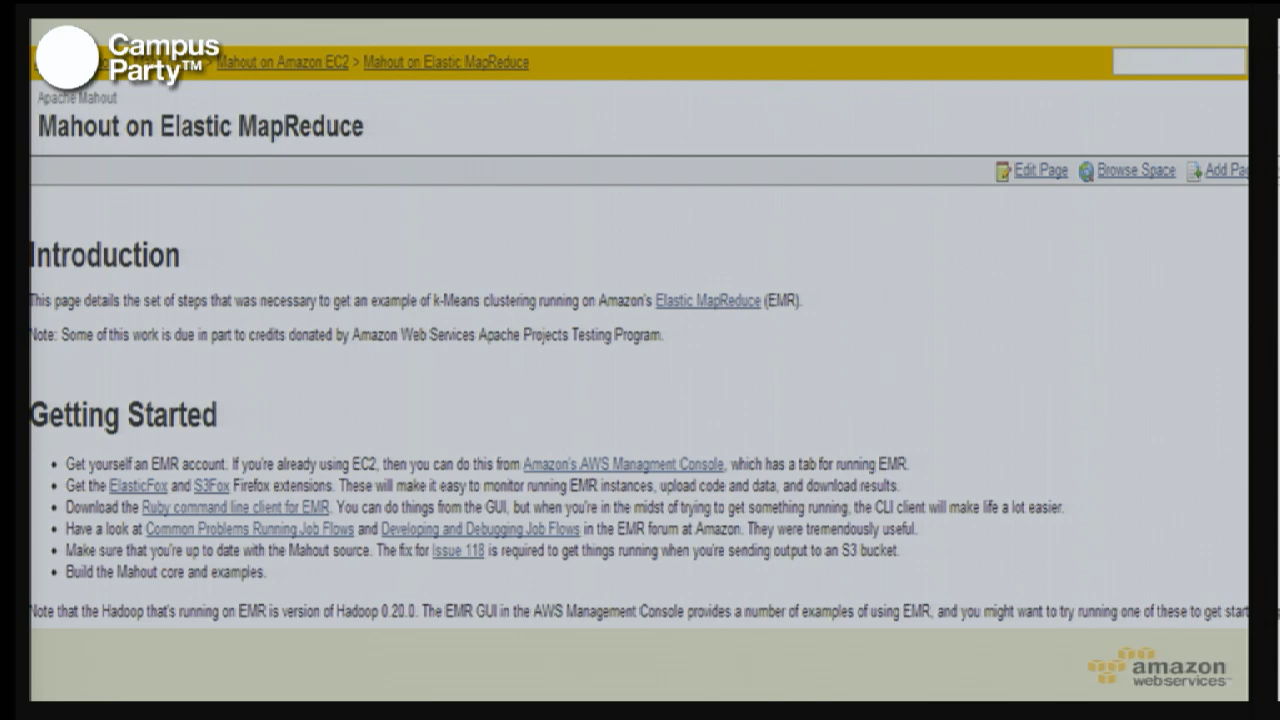 Campus
Party™
Mahout on Amazon EC2 > Mahout on Elastic MapReduce
Apache Mahout
Mahout on Elastic MapReduce
Edit Page Browse Space Add
Introduction
This page details the set of steps that was necessary to get an example of k-Means clustering running on Amazon's Elastic MapReduce (EMR).
Note: Some of this work is due in part to credits donated by Amazon Web Services Apache Projects Testing Program.
Getting Started
• Get yourself an EMR account. If you're already using EC2, then you can do this from Amazon's AWS Managment Console, which has a tab for running EMR.
• Get the ElasticFox and S3Fox Firefox extensions. These will make it easy to monitor running EMR instances, upload code and data, and download results.
• Download the Ruby command line client for EMR. You can do things from the GUI, but when you're in the midst of trying to get something running, the CLI client will make life a lot easier.
• Have a look at Common Problems Running Job Flows and Developing and Debugging Job Flows in the EMR forum at Amazon. They were tremendously useful.
• Make sure that you're up to date with the Mahout source. The fix for Issue 118 is required to get things running when you're sending output to an S3 bucket.
• Build the Mahout core and examples.
Note that the Hadoop that's running on EMR is version of Hadoop 0.20.0. The EMR GUI in the AWS Management Console provides a number of examples of using EMR, and you might want to try running one of these to get start
amazon
webservices™